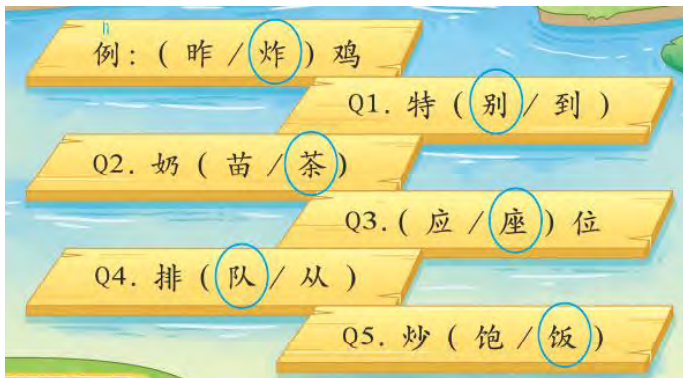 h
例：（昨／炸）鸡
Q1. 特（别／到）
Q2. 奶（苗／茶）
Q3.（应／座）位
Q4. 排（队／从）
Q5. 炒（饱／饭）